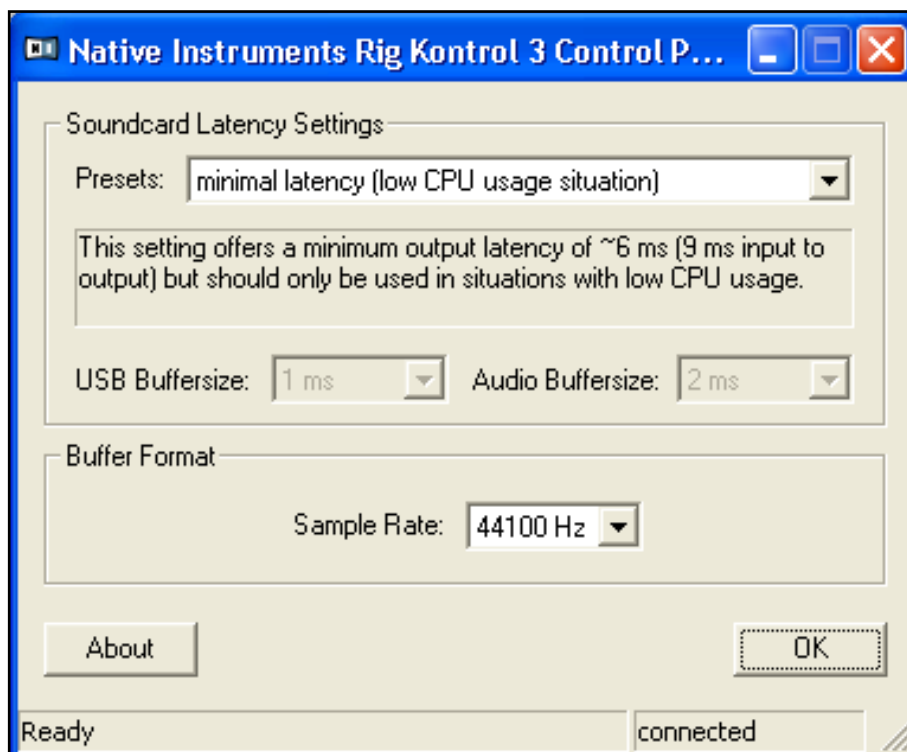 Native Instruments Rig Kontrol 3 Control P...
Soundcard Latency Settings
Presets: minimal latency (low CPU usage situation)
This setting offers a minimum output latency of ~6 ms (9 ms input to
output) but should only be used in situations with low CPU usage.
USB Buffersize: 1 ms Audio Buffersize: 2 ms
Buffer Format
Sample Rate: 44100 Hz
About OK
Ready connected